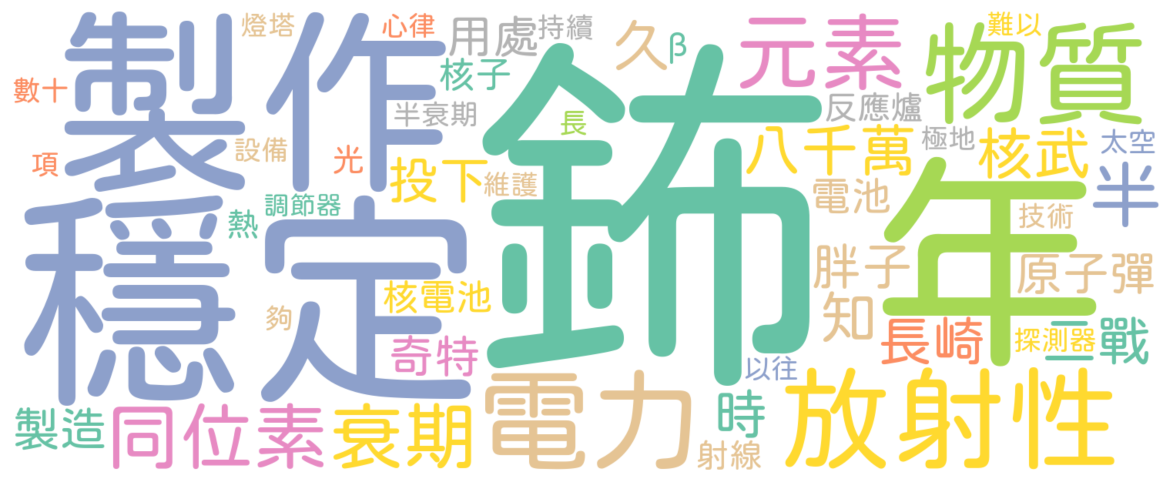 製作
燈塔
心律
用處
持續
久
β
元素
物質
難以
數十
核子
半衰期
長
鈽
反應爐
極地
太空
項
設備
光
投下
維護
八千萬
核武
半
穩定
熱
調節器
電池
年
技術
夠
核電池
胖子
知
原子彈
奇特
長崎
探測器
二戰
以往
製造
同位素
衰期
電力
時
射線
放射性